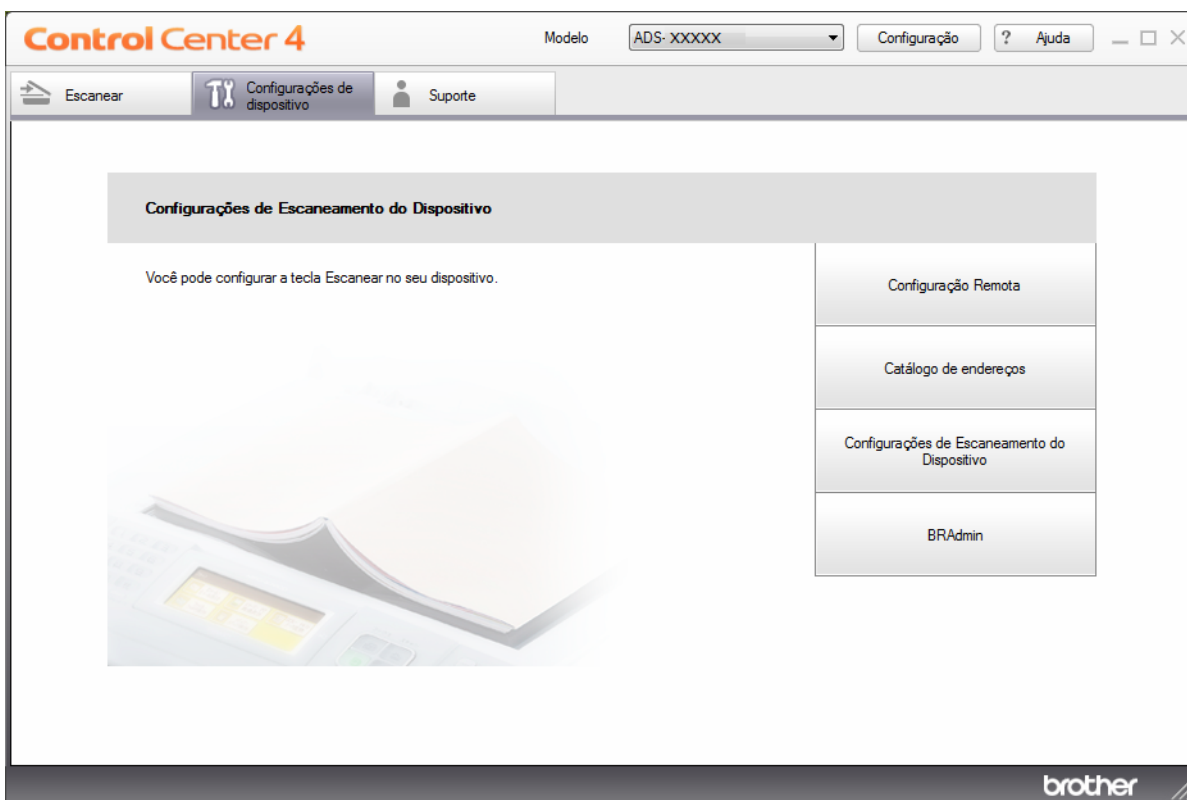 Control Center 4
Modelo
ADS- XXXXX
Configuração
? Ajuda
Escanear
Configurações de
dispositivo
Suporte
Configurações de Escaneamento do Dispositivo
Você pode configurar a tecla Escanear no seu dispositivo.
Configuração Remota
Catálogo de endereços
Configurações de Escaneamento do
Dispositivo
BRAdmin
brother